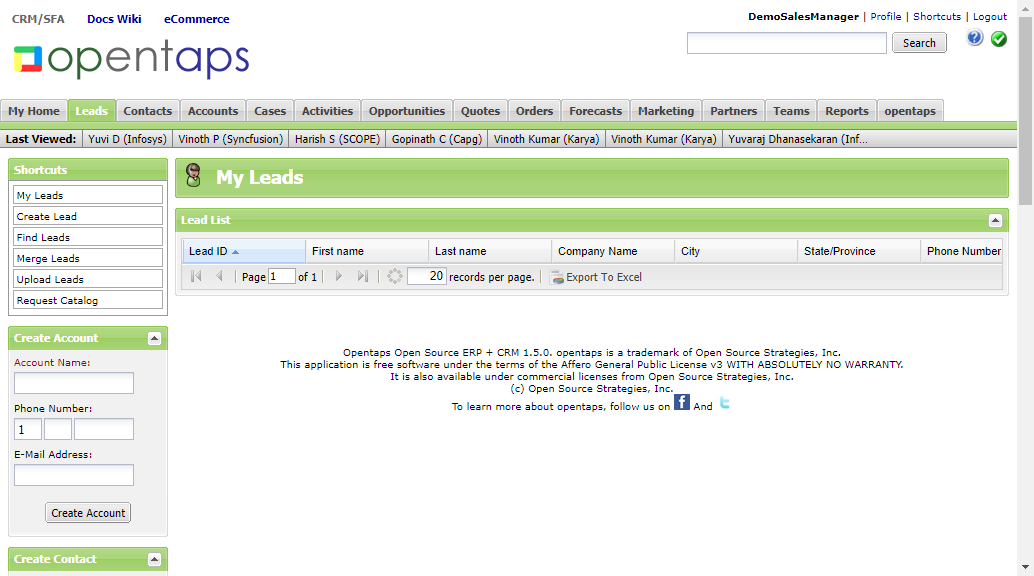 CRM/SFA Docs Wiki eCommerce
DemoSalesManager | Profile | Shortcuts | Logout
opentaps
Search
My Home Leads Contacts Accounts Cases Activities Opportunities Quotes Orders Forecasts Marketing Partners Teams Reports opentaps
Last Viewed: Yuvi D (Infosys) Vinoth P (Syncfusion) Harish S (SCOPE) Gopinath C (Capg) Vinoth Kumar (Karya) Vinoth Kumar (Karya) Yuvaraj Dhanasekaran (Inf...
Shortcuts
My Leads
Create Lead
Find Leads
Merge Leads
Upload Leads
Request Catalog
Create Account
Account Name:
Phone Number:
1
E-Mail Address:
Create Account
Create Contact
My Leads
Lead List
Lead ID First name Last name Company Name City State/Province Phone Number
Page 1 of 1 20 records per page. Export To Excel
Opentaps Open Source ERP + CRM 1.5.0. opentaps is a trademark of Open Source Strategies, Inc.
This application is free software under the terms of the Affero General Public License v3 WITH ABSOLUTELY NO WARRANTY.
It is also available under commercial licenses from Open Source Strategies, Inc.
(c) Open Source Strategies, Inc.
To learn more about opentaps, follow us on f And t